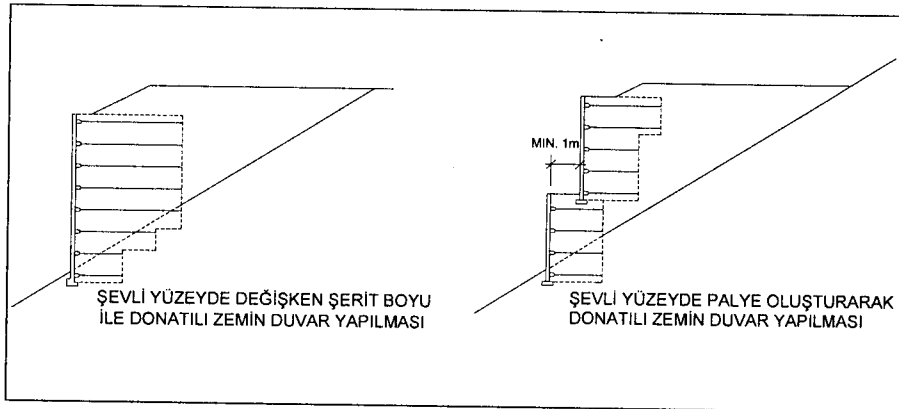 MIN. 1m
ŞEVLİ YÜZEYDE DEĞİŞKEN ŞERİT BOYU
İLE DONATILI ZEMİN DUVAR YAPILMASI
ŞEVLİ YÜZEYDE PALYE OLUŞTURARAK
DONATILI ZEMİN DUVAR YAPILMASI